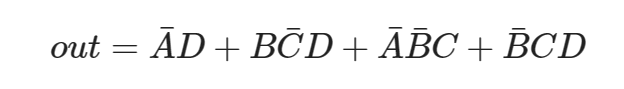 out = ĀD + BC̄D + ĀB̄C + B̄CD